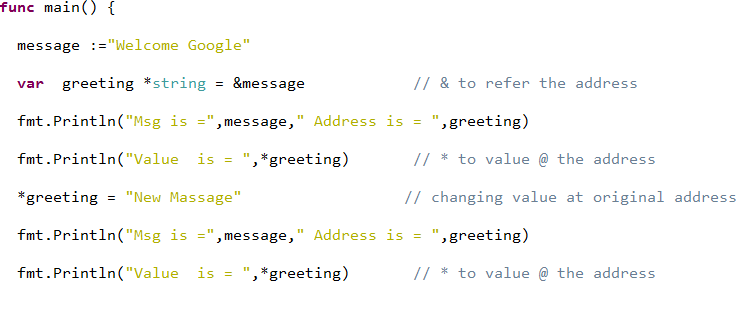 func main() {
message :="Welcome Google"
var  greeting *string = &message            // & to refer the address
fmt.Println("Msg is =",message," Address is = ",greeting)
fmt.Println("Value  is = ",*greeting)       // * to value @ the address
*greeting = "New Massage"                  // changing value at original address
fmt.Println("Msg is =",message," Address is = ",greeting)
fmt.Println("Value  is = ",*greeting)       // * to value @ the address